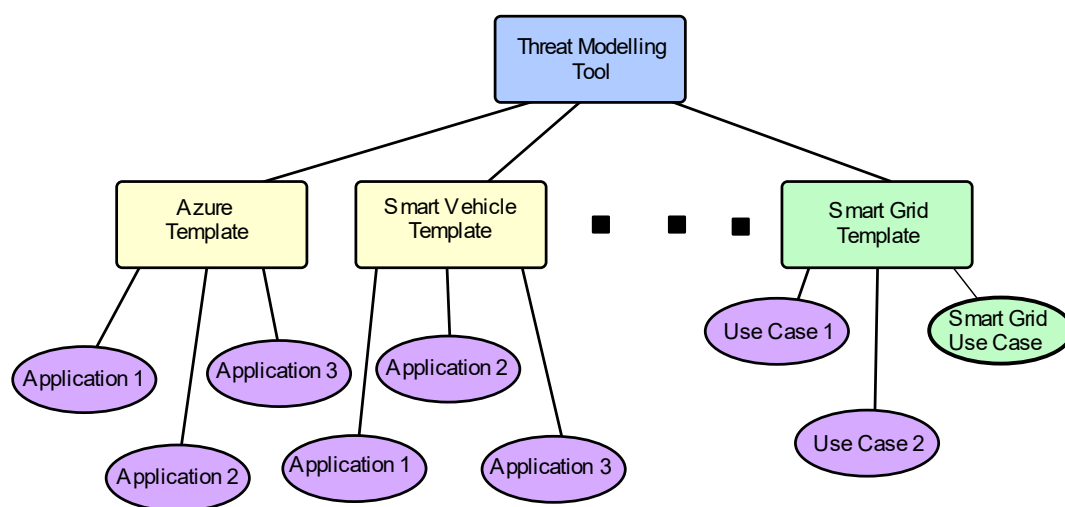 Threat Modelling
Tool
Azure
Template
Smart Vehicle
Template
Smart Grid
Template
Use Case 1
Smart Grid
Use Case
Application 1
Application 3
Application 2
Use Case 2
Application 2
Application 1
Application 3